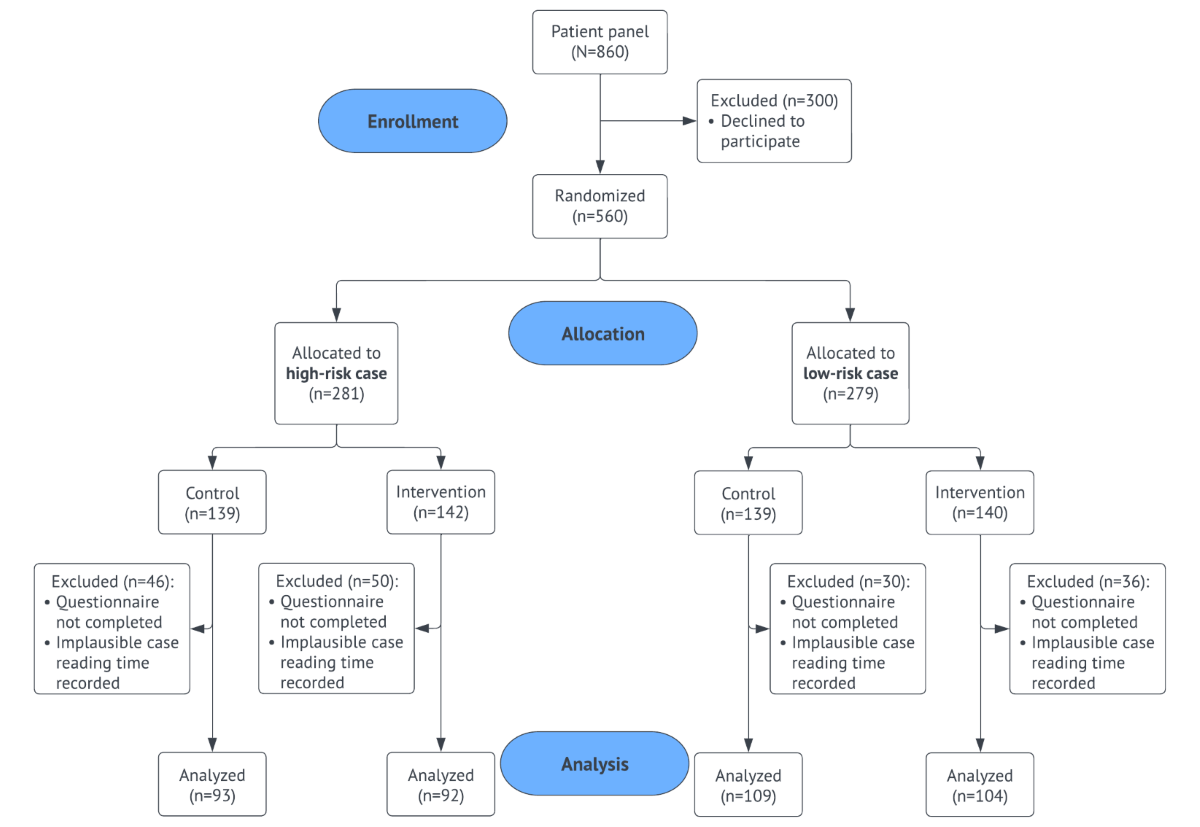 Patient panel
(N=860)
Enrollment
Excluded (n=300)
• Declined to
participate
Randomized
(n=560)
Allocation
Allocated to
high-risk case
(n=281)
Allocated to
low-risk case
(n=279)
Control
(n=139)
Intervention
(n=142)
Control
(n=139)
Intervention
(n=140)
Excluded (n=46):
• Questionnaire
not completed
• Implausible case
reading time
recorded
Excluded (n=50):
• Questionnaire
not completed
• Implausible case
reading time
recorded
Excluded (n=30):
• Questionnaire
not completed
• Implausible case
reading time
recorded
Excluded (n=36):
• Questionnaire
not completed
• Implausible case
reading time
recorded
Analysis
Analyzed
(n=93)
Analyzed
(n=92)
Analyzed
(n=109)
Analyzed
(n=104)